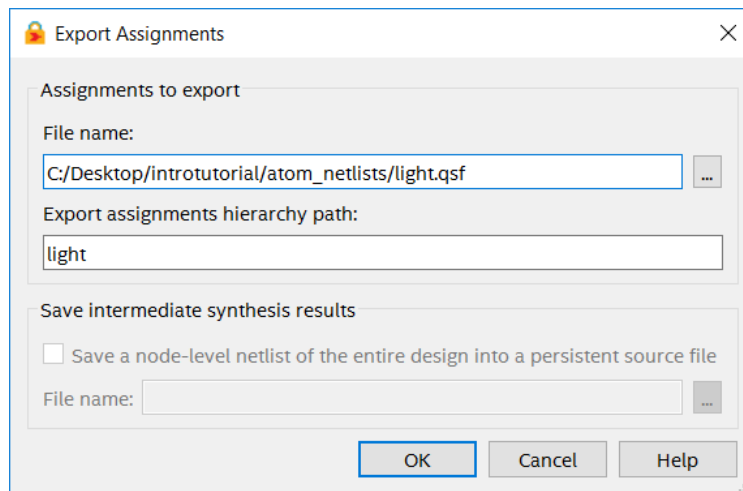 Export Assignments
Assignments to export
File name:
C:/Desktop/introtutorial/atom_netlists/light.qsf
...
Export assignments hierarchy path:
light
Save intermediate synthesis results
Save a node-level netlist of the entire design into a persistent source file
File name:
...
OK Cancel Help